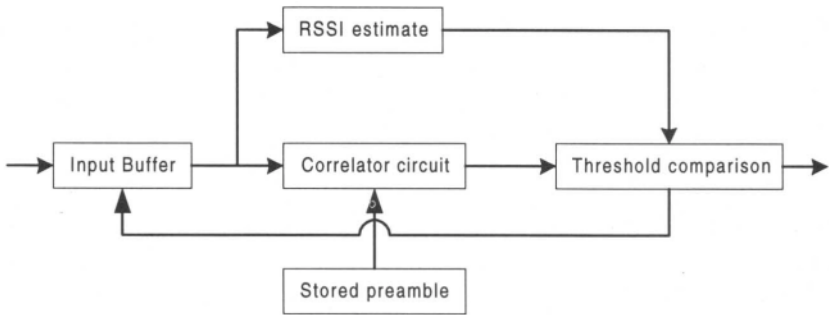 RSSI estimate
Input Buffer
Correlator circuit
Threshold comparison
Stored preamble